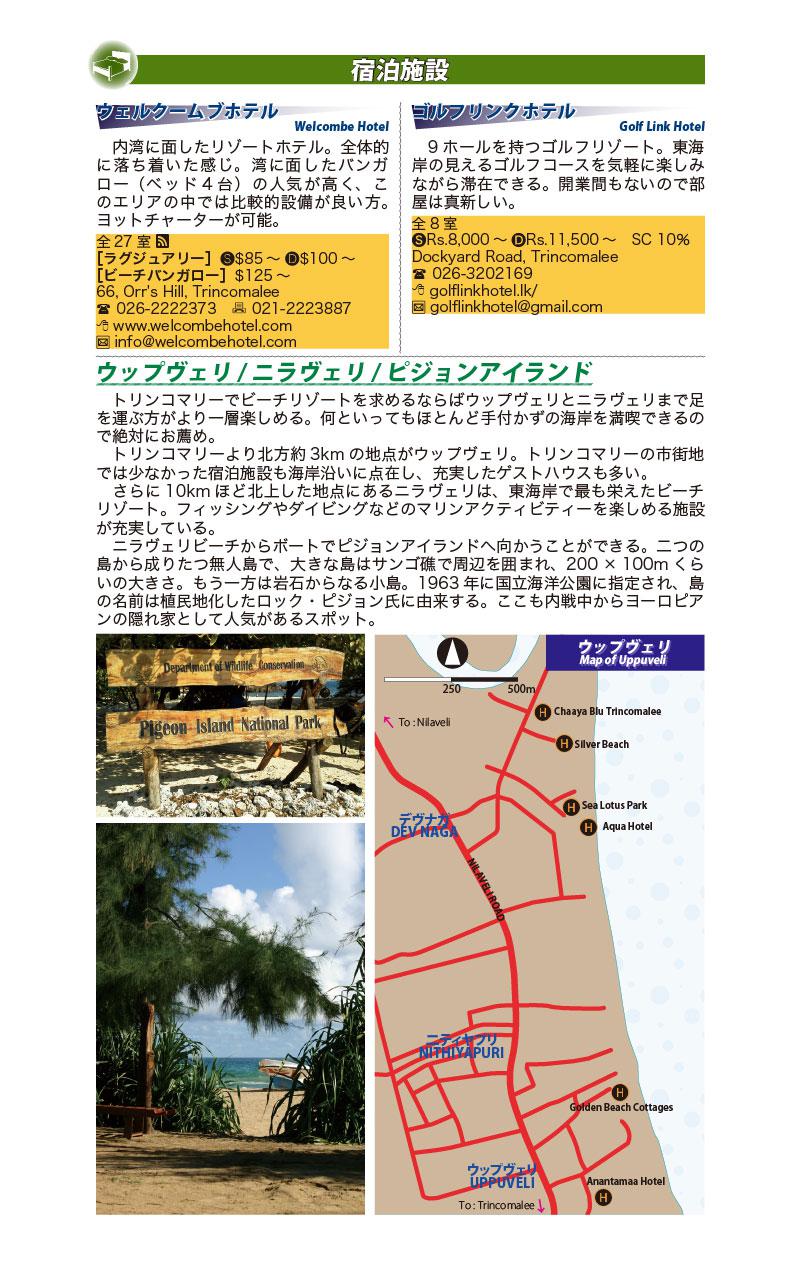 宿泊施設
ウェルクームブホテル
Welcombe Hotel
　内湾に面したリゾートホテル。全体的
に落ち着いた感じ。湾に面したバンガ
ロー（ベッド４台）の人気が高く、こ
のエリアの中では比較的設備が良い方。
ヨットチャーターが可能。
全 27 室
[ラグジュアリー] S$85 ～ D$100 ～
[ビーチバンガロー] $125 ～
66, Orr's Hill, Trincomalee
☎ 026-2222373 021-2223887
www.welcombehotel.com
info@welcombehotel.com
ゴルフリンクホテル
Golf Link Hotel
　９ホールを持つゴルフリゾート。東海
岸の見えるゴルフコースを気軽に楽しみ
ながら滞在できる。開業間もないので部
屋は真新しい。
全 8 室
SRs.8,000 ～ DRs.11,500 ～　SC 10%
Dockyard Road, Trincomalee
☎ 026-3202169
golflinkhotel.lk/
golflinkhotel@gmail.com
ウップヴェリ / ニラヴェリ / ピジョンアイランド
　トリンコマリーでビーチリゾートを求めるならばウップヴェリとニラヴェリまで足
を運ぶ方がより一層楽しめる。何といってもほとんど手付かずの海岸を満喫できるの
で絶対にお薦め。
　トリンコマリーより北方約 3km の地点がウップヴェリ。トリンコマリーの市街地
では少なかった宿泊施設も海岸沿いに点在し、充実したゲストハウスも多い。
　さらに 10km ほど北上した地点にあるニラヴェリは、東海岸で最も栄えたビーチ
リゾート。フィッシングやダイビングなどのマリンアクティビティーを楽しめる施設
が充実している。
　ニラヴェリビーチからボートでピジョンアイランドへ向かうことができる。二つの
島から成りたつ無人島で、大きな島はサンゴ礁で周辺を囲まれ、200 × 100m くら
いの大きさ。もう一方は岩石からなる小島。1963 年に国立海洋公園に指定され、島
の名前は植民地化したロック・ピジョン氏に由来する。ここも内戦中からヨーロピア
ンの隠れ家として人気があるスポット。
Department of Wildlife Conservation
Pigeon Island National Park
ウップヴェリ
Map of Uppuveli
250 500m
To : Nilaveli
H Chaaya Blu Trincomalee
H Silver Beach
H Sea Lotus Park
H Aqua Hotel
デヴナガ
DEV NAGA
NILAVELI ROAD
ニティヤプリ
NITHIYAPURI
H
Golden Beach Cottages
ウップヴェリ
UPPUVELI
Anantamaa Hotel
H
To : Trincomalee